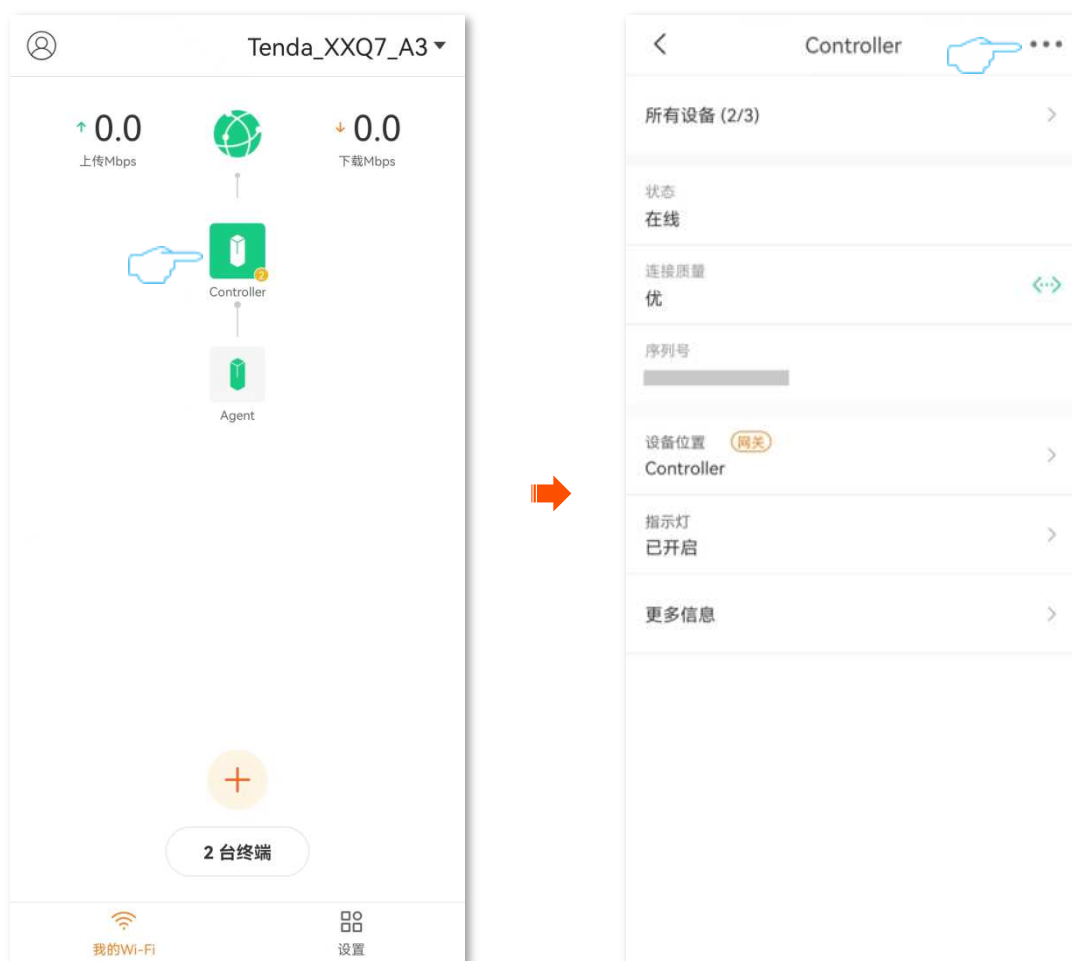 Tenda_XXQ7_A3
0.0
上传Mbps
0.0
下载Mbps
2
Controller
Agent
2 台终端
我的Wi-Fi
设置
Controller
所有设备 (2/3)
状态
在线
连接质量
优
序列号
设备位置 网关
Controller
指示灯
已开启
更多信息